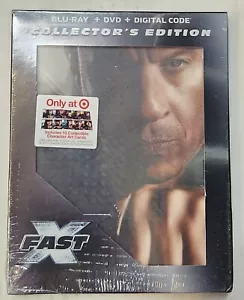 BLU-RAY + DVD + DIGITAL CODE
COLLECTOR'S EDITION
Only at
Includes 10 Collectible
Character Art Cards
FAST
X